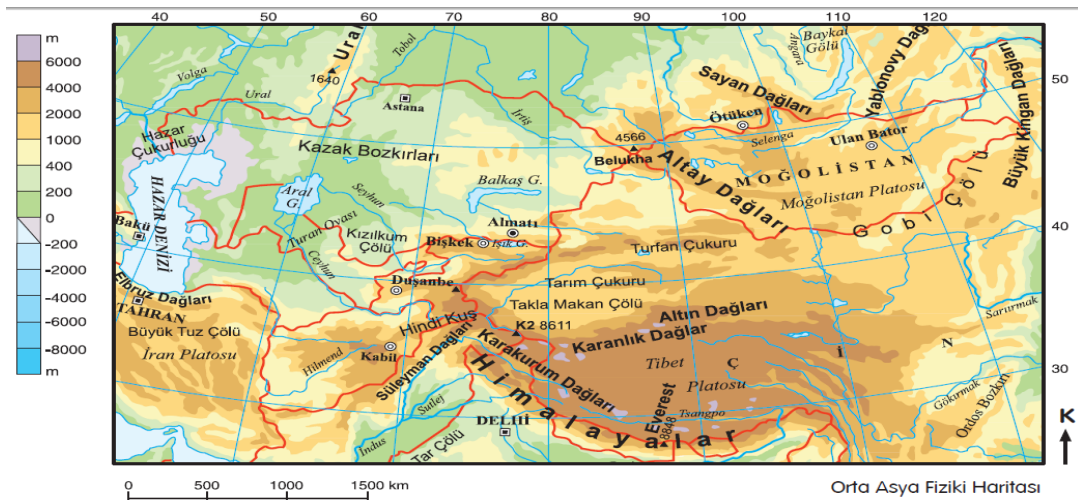 40 60 70 80 90 100 110 120
m
6000
4000
2000
1000
400
200
0
-200
-2000
-4000
-6000
-8000
m
50
40
30
K
Volga
Ural
Ural
1640
Tobol
Astana
İrtiş
Hazar
Çukurluğu
Kazak Bozkırları
HAZAR DENİZİ
Aral
G.
Seyhun
Balkaş G.
Turan Ovası
Kızılkum
Çölü
Ceyhun
Bakü
Almatı
Bişkek
Işık G.
Duşanbe
Elbruz Dağları
TAHRAN
Büyük Tuz Çölü
İran Platosu
Hilmend
Kabil
Hindi Kuş
Süleyman Dağları
Sutlej
Indus
Tar Çölü
DELHİ
K2 8611
Karakurum Dağları
Himalayalar
Everest
8848
Tsangpo
Tibet
Platosu
Karanlık Dağlar
Altın Dağları
Takla Makan Çölü
Tarım Çukuru
Turfan Çukuru
4566
Belukha
Altay Dağları
Sayan Dağları
Angara
Baykal
Gölü
Yablonovy Dağ
Büyük Kingan Dağları
Ötüken
Selenga
Ulan Bator
MOĞOLİSTAN
Moğolistan Platosu
Gobi Çölü
ÇİN
Sarıırmak
Gökırmak
Ordos Bozkırı
0 500 1000 1500 km
Orta Asya Fiziki Haritası